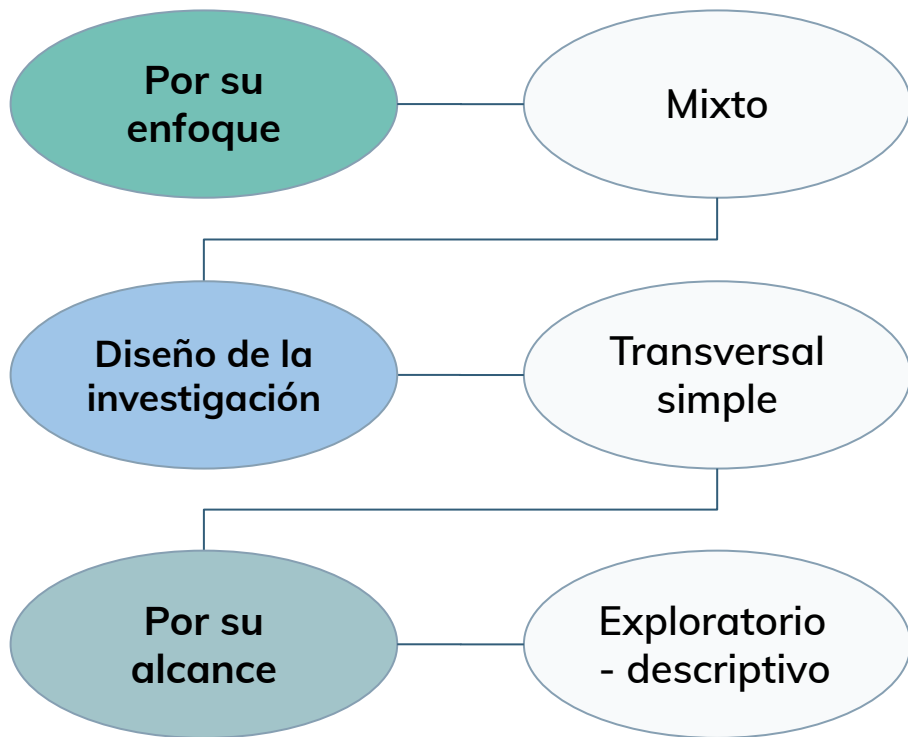 Por su
enfoque
Mixto
Diseño de la
investigación
Transversal
simple
Por su
alcance
Exploratorio
- descriptivo